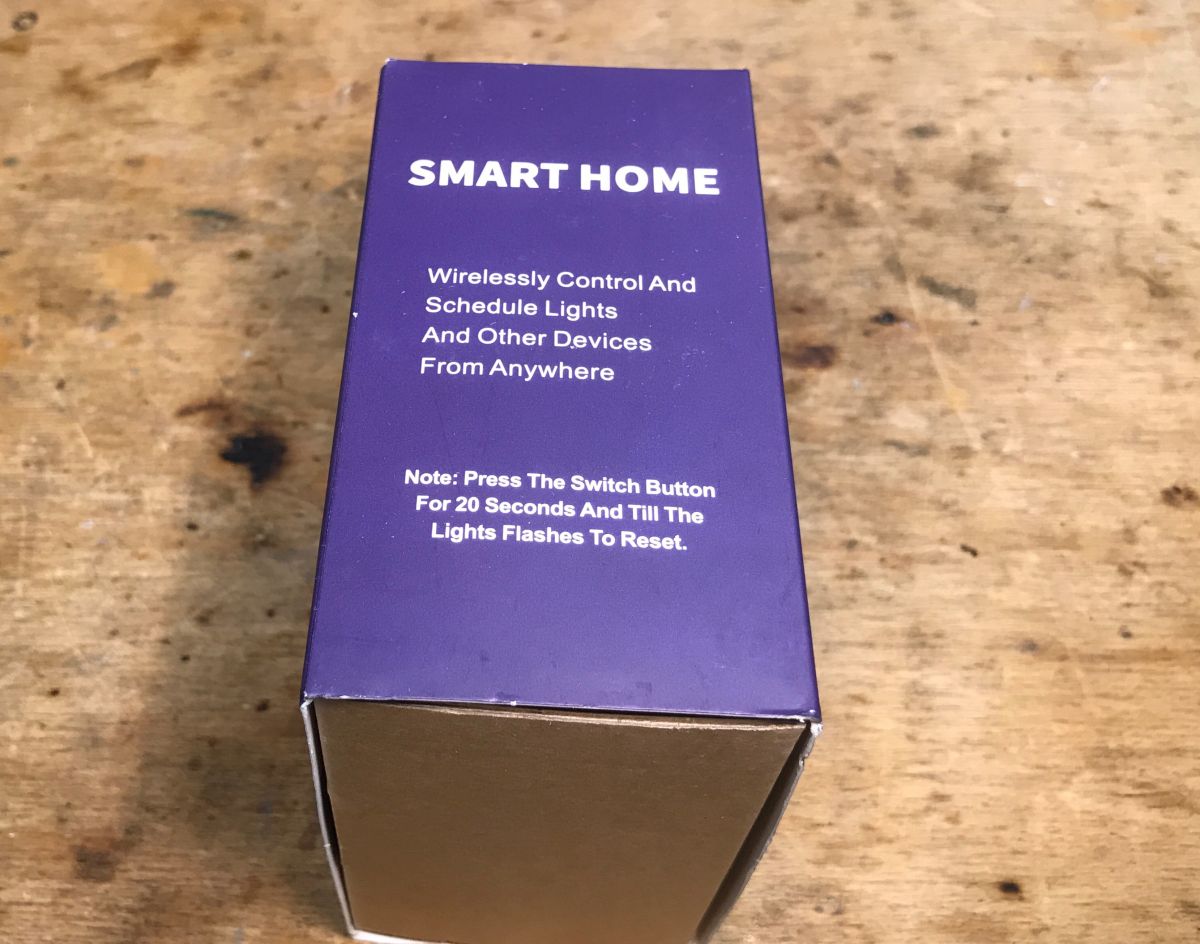 SMART HOME
Wirelessly Control And
Schedule Lights
And Other Devices
From Anywhere
Note: Press The Switch Button
For 20 Seconds And Till The
Lights Flashes To Reset.